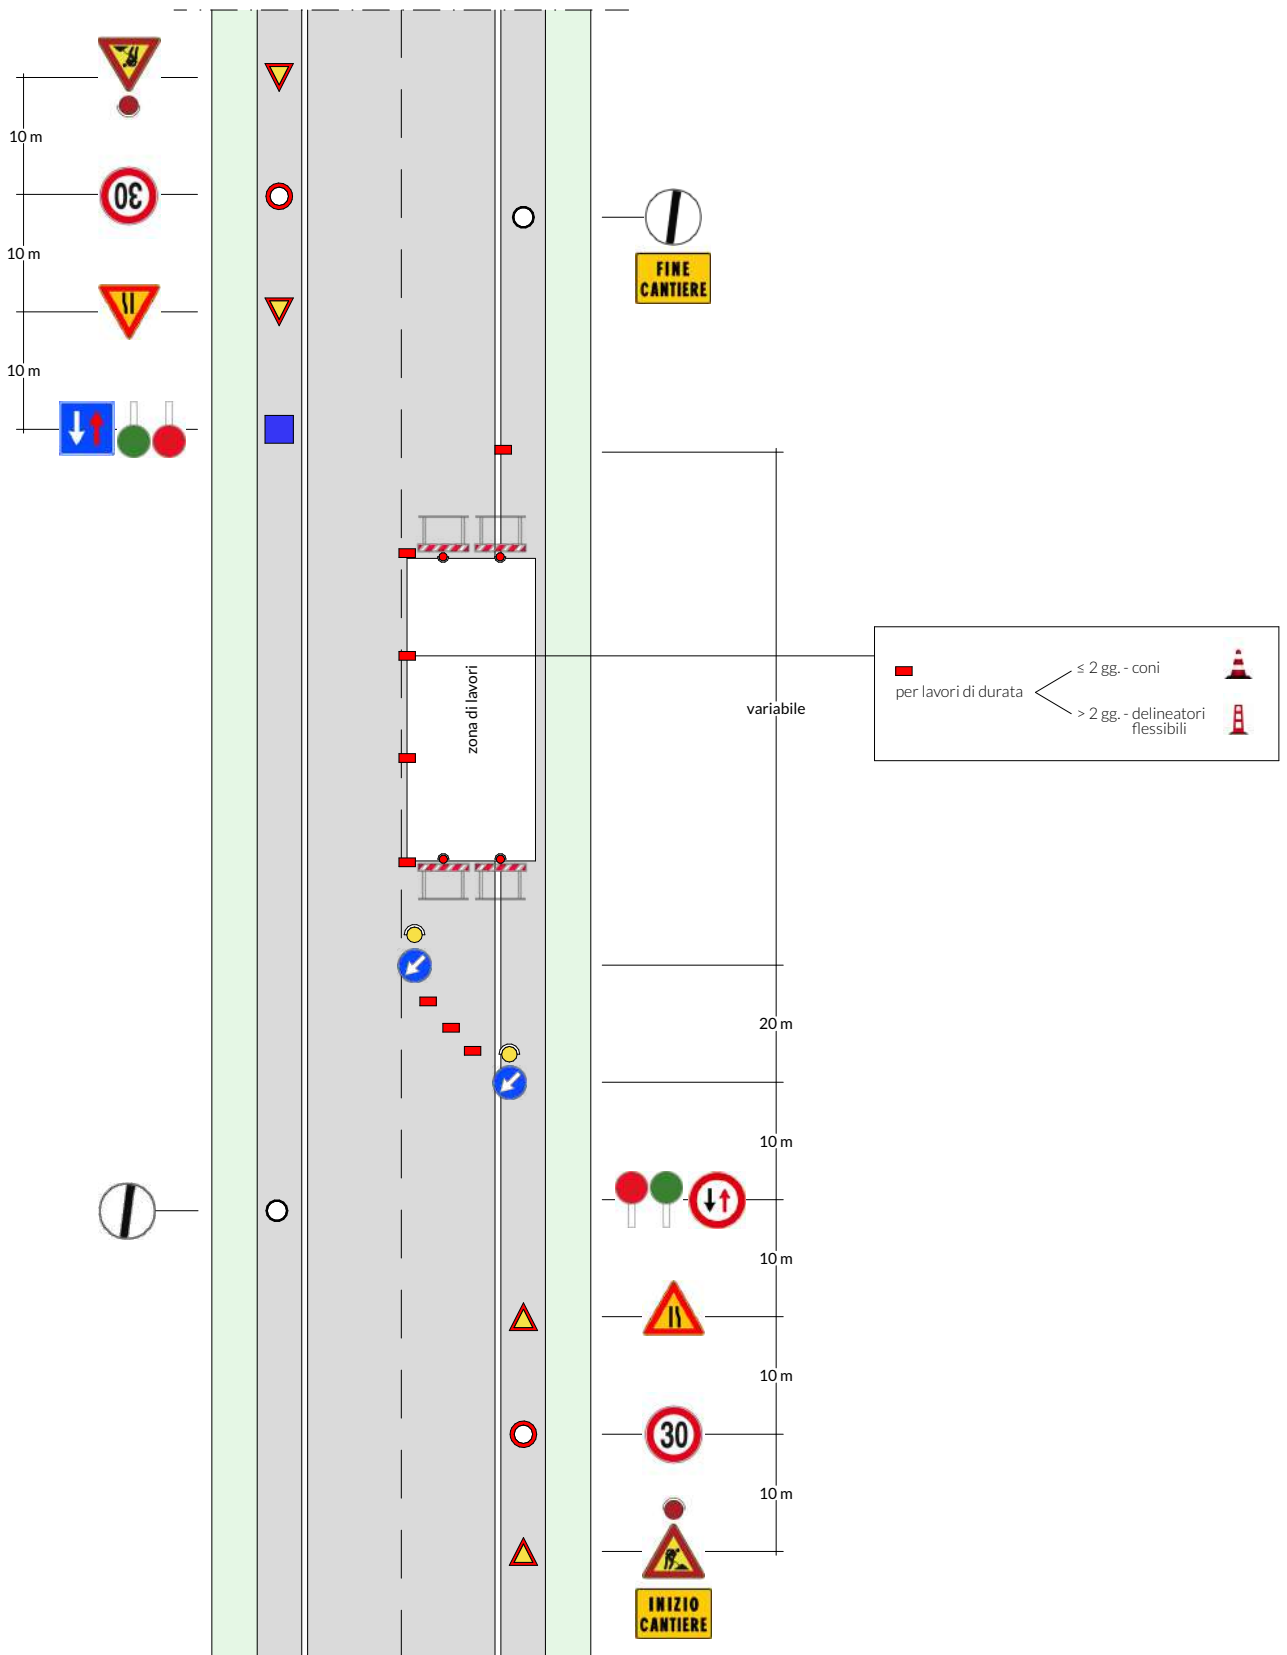 10 m
30
10 m
10 m
FINE
CANTIERE
zona di lavori
variabile
per lavori di durata
≤ 2 gg. - coni
> 2 gg. - delineatori
flessibili
20 m
10 m
10 m
10 m
30
10 m
INIZIO
CANTIERE